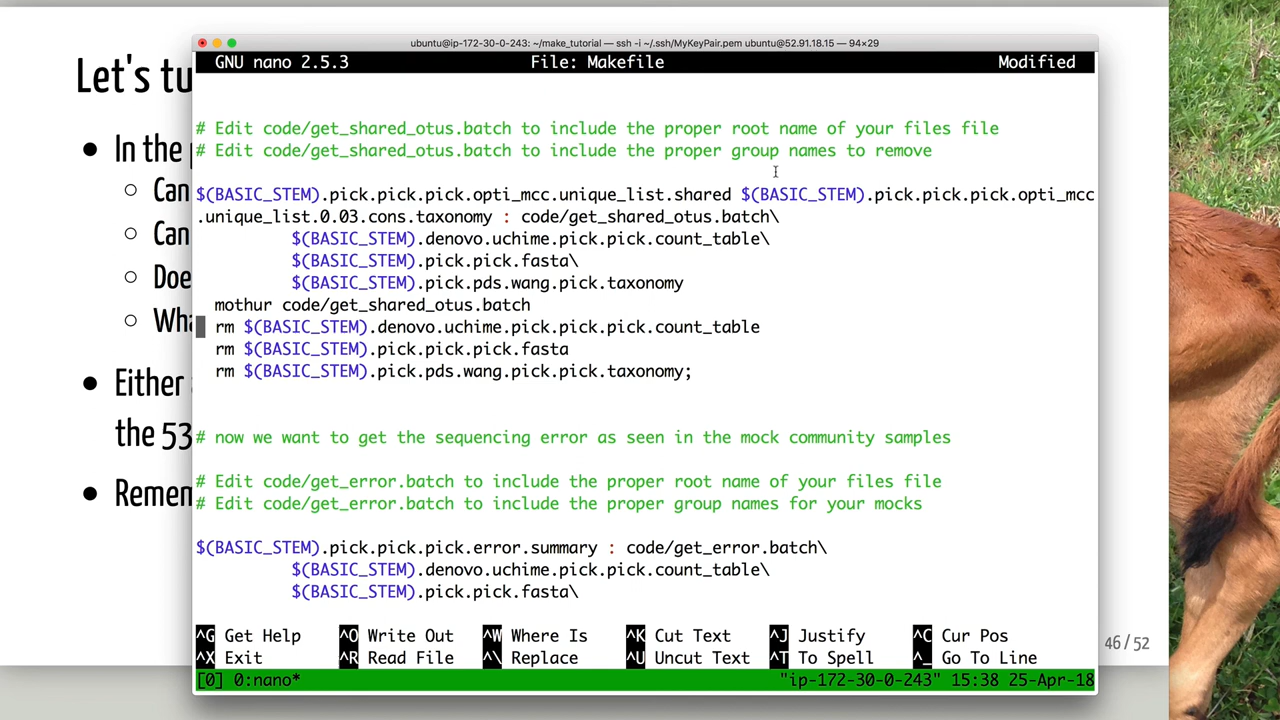 ubuntu@ip-172-30-0-243: ~/make_tutorial — ssh -i ~/.ssh/MyKeyPair.pem ubuntu@52.91.18.15 — 94×29
GNU nano 2.5.3 File: Makefile Modified
Let's tu
In the
Can
Can
Doe
Wha
Either
the 53
Remem
# Edit code/get_shared_otus.batch to include the proper root name of your files file
# Edit code/get_shared_otus.batch to include the proper group names to remove
$(BASIC_STEM).pick.pick.pick.opti_mcc.unique_list.shared $(BASIC_STEM).pick.pick.pick.opti_mcc
.unique_list.0.03.cons.taxonomy : code/get_shared_otus.batch\
$(BASIC_STEM).denovo.uchime.pick.pick.count_table\
$(BASIC_STEM).pick.pick.fasta\
$(BASIC_STEM).pick.pds.wang.pick.taxonomy
mothur code/get_shared_otus.batch
rm $(BASIC_STEM).denovo.uchime.pick.pick.pick.count_table
rm $(BASIC_STEM).pick.pick.pick.fasta
rm $(BASIC_STEM).pick.pds.wang.pick.pick.taxonomy;
# now we want to get the sequencing error as seen in the mock community samples
# Edit code/get_error.batch to include the proper root name of your files file
# Edit code/get_error.batch to include the proper group names for your mocks
$(BASIC_STEM).pick.pick.pick.error.summary : code/get_error.batch\
$(BASIC_STEM).denovo.uchime.pick.pick.count_table\
$(BASIC_STEM).pick.pick.fasta\
^G Get Help ^O Write Out ^W Where Is ^K Cut Text ^J Justify ^C Cur Pos
^X Exit ^R Read File ^\ Replace ^U Uncut Text ^T To Spell ^_ Go To Line
[0] 0:nano* "ip-172-30-0-243" 15:38 25-Apr-18
46 / 52